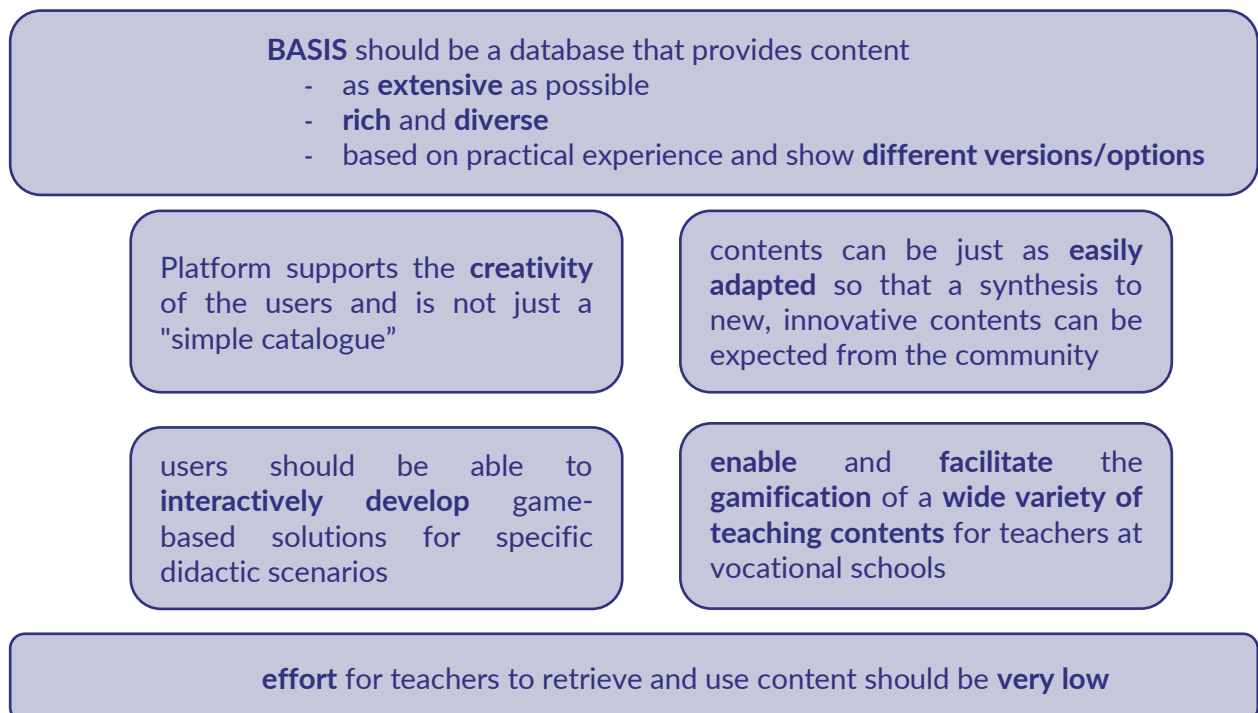 BASIS should be a database that provides content
- as extensive as possible
- rich and diverse
- based on practical experience and show different versions/options
Platform supports the creativity
of the users and is not just a
"simple catalogue”
contents can be just as easily
adapted so that a synthesis to
new, innovative contents can be
expected from the community
users should be able to
interactively develop game-
based solutions for specific
didactic scenarios
enable and facilitate the
gamification of a wide variety of
teaching contents for teachers at
vocational schools
effort for teachers to retrieve and use content should be very low